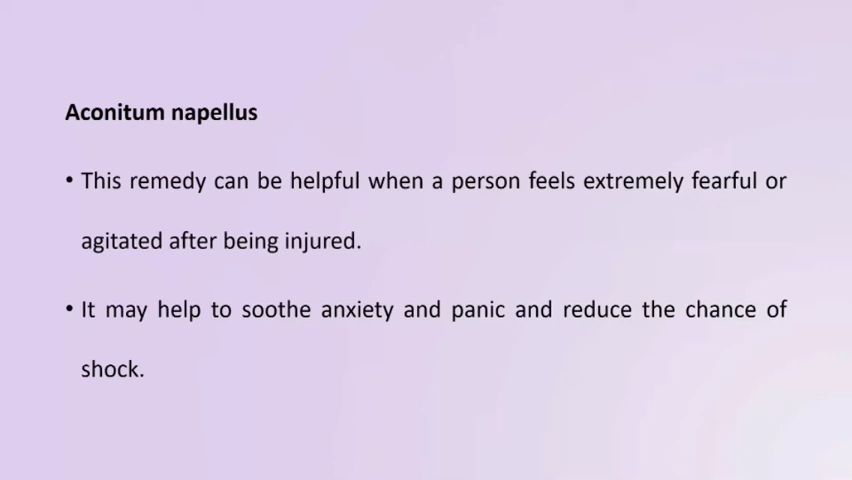 Aconitum napellus
• This remedy can be helpful when a person feels extremely fearful or
agitated after being injured.
• It may help to soothe anxiety and panic and reduce the chance of
shock.